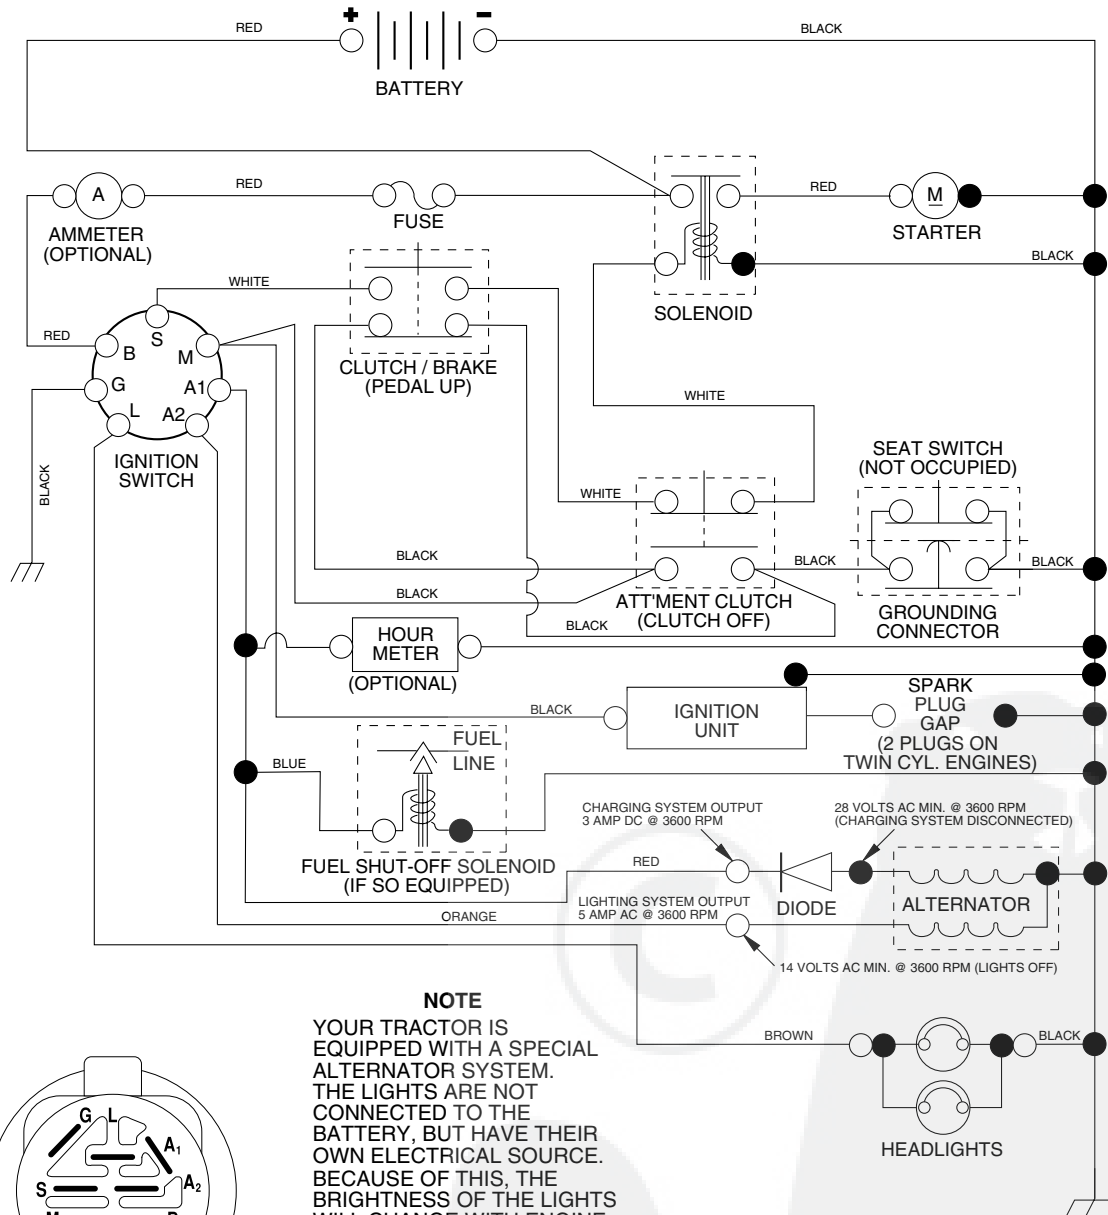 + -
RED
BLACK
BATTERY
RED
A
AMMETER
(OPTIONAL)
FUSE
RED
M
STARTER
BLACK
SOLENOID
WHITE
CLUTCH / BRAKE
(PEDAL UP)
RED
S
B
M
G
A1
L
A2
IGNITION
SWITCH
BLACK
WHITE
SEAT SWITCH
(NOT OCCUPIED)
WHITE
BLACK
BLACK
BLACK
BLACK
ATT'MENT CLUTCH
(CLUTCH OFF)
GROUNDING
CONNECTOR
BLACK
HOUR
METER
(OPTIONAL)
BLACK
IGNITION
UNIT
SPARK
PLUG
GAP
(2 PLUGS ON
TWIN CYL. ENGINES)
FUEL
LINE
BLUE
FUEL SHUT-OFF SOLENOID
(IF SO EQUIPPED)
CHARGING SYSTEM OUTPUT
3 AMP DC @ 3600 RPM
28 VOLTS AC MIN. @ 3600 RPM
(CHARGING SYSTEM DISCONNECTED)
RED
DIODE
ALTERNATOR
LIGHTING SYSTEM OUTPUT
5 AMP AC @ 3600 RPM
ORANGE
14 VOLTS AC MIN. @ 3600 RPM (LIGHTS OFF)
BROWN
BLACK
HEADLIGHTS
NOTE
YOUR TRACTOR IS
EQUIPPED WITH A SPECIAL
ALTERNATOR SYSTEM.
THE LIGHTS ARE NOT
CONNECTED TO THE
BATTERY, BUT HAVE THEIR
OWN ELECTRICAL SOURCE.
BECAUSE OF THIS, THE
BRIGHTNESS OF THE LIGHTS
WILL CHANGE WITH ENGINE
G L
A1
S
A2
M
B
©